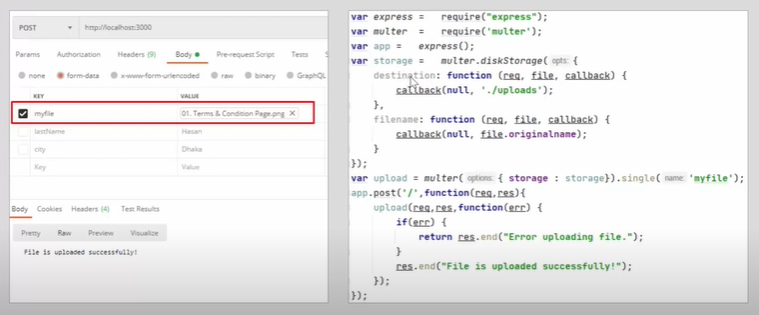 POST http://localhost:3000
Params Authorization Headers (9) Body Pre-request Script Tests S
none form-data x-www-form-urlencoded raw binary GraphQL
KEY VALUE
myfile 01. Terms & Condition Page.png ✕
lastName Hasan
city Dhaka
Key Value
Body Cookies Headers (4) Test Results
Pretty Raw Preview Visualize
File is uploaded successfully!
var express = require("express");
var multer = require('multer');
var app = express();
var storage = multer.diskStorage( opts: {
destination: function (req, file, callback) {
callback(null, './uploads');
},
filename: function (req, file, callback) {
callback(null, file.originalname);
}
});
var upload = multer( options: { storage : storage}).single( name: 'myfile');
app.post('/',function(req,res){
upload(req,res,function(err) {
if(err) {
return res.end("Error uploading file.");
}
res.end("File is uploaded successfully!");
});
});